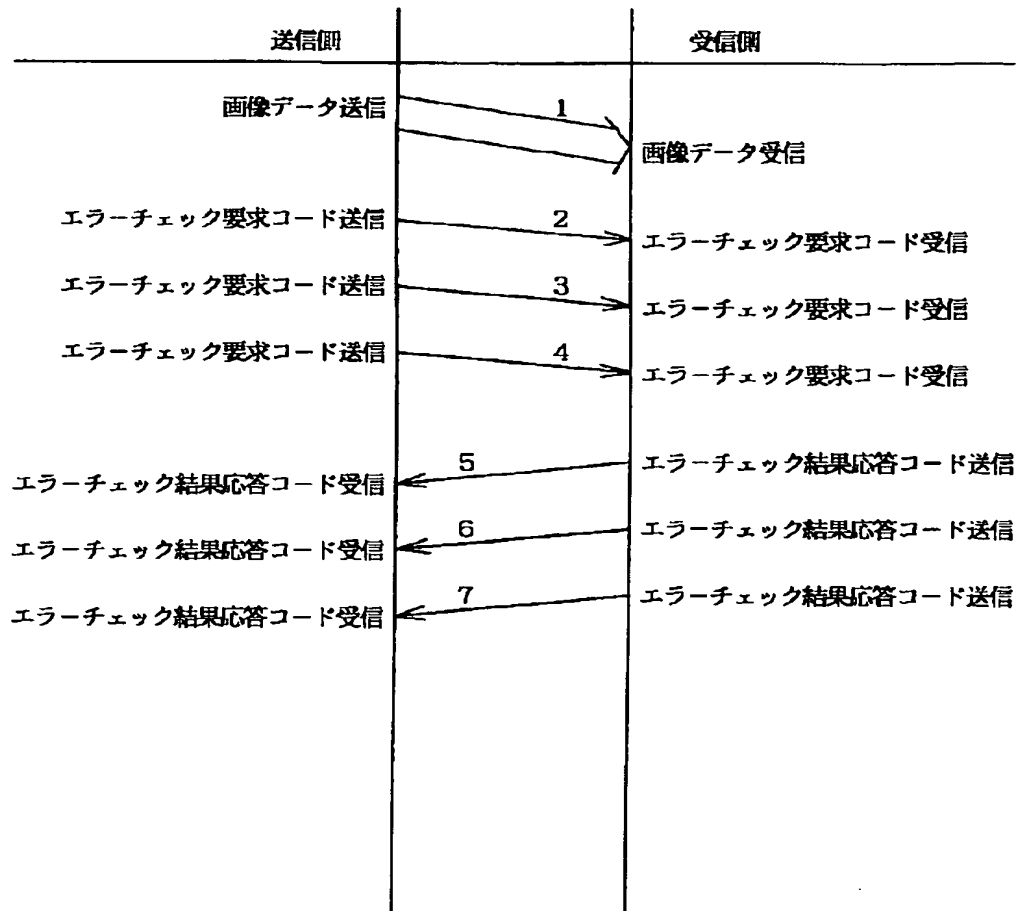 送信側
受信側
画像データ送信
1
画像データ受信
エラーチェック要求コード送信
2
エラーチェック要求コード受信
エラーチェック要求コード送信
3
エラーチェック要求コード受信
エラーチェック要求コード送信
4
エラーチェック要求コード受信
5
エラーチェック結果応答コード送信
エラーチェック結果応答コード受信
6
エラーチェック結果応答コード送信
エラーチェック結果応答コード受信
7
エラーチェック結果応答コード送信
エラーチェック結果応答コード受信